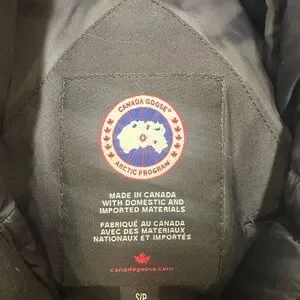 CANADA GOOSE®
ARCTIC PROGRAM
MADE IN CANADA
WITH DOMESTIC AND
IMPORTED MATERIALS
FABRIQUÉ AU CANADA
AVEC DES MATERIAUX
NATIONAUX ET IMPORTÉS
canadagoose.com
S/P